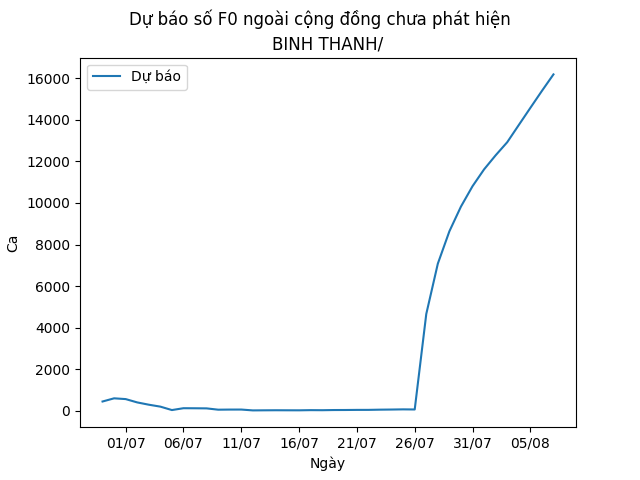 Dự báo số F0 ngoài cộng đồng chưa phát hiện
BINH THANH/
Dự báo
16000
14000
12000
10000
8000
6000
4000
2000
0
Ca
01/07 06/07 11/07 16/07 21/07 26/07 31/07 05/08
Ngày